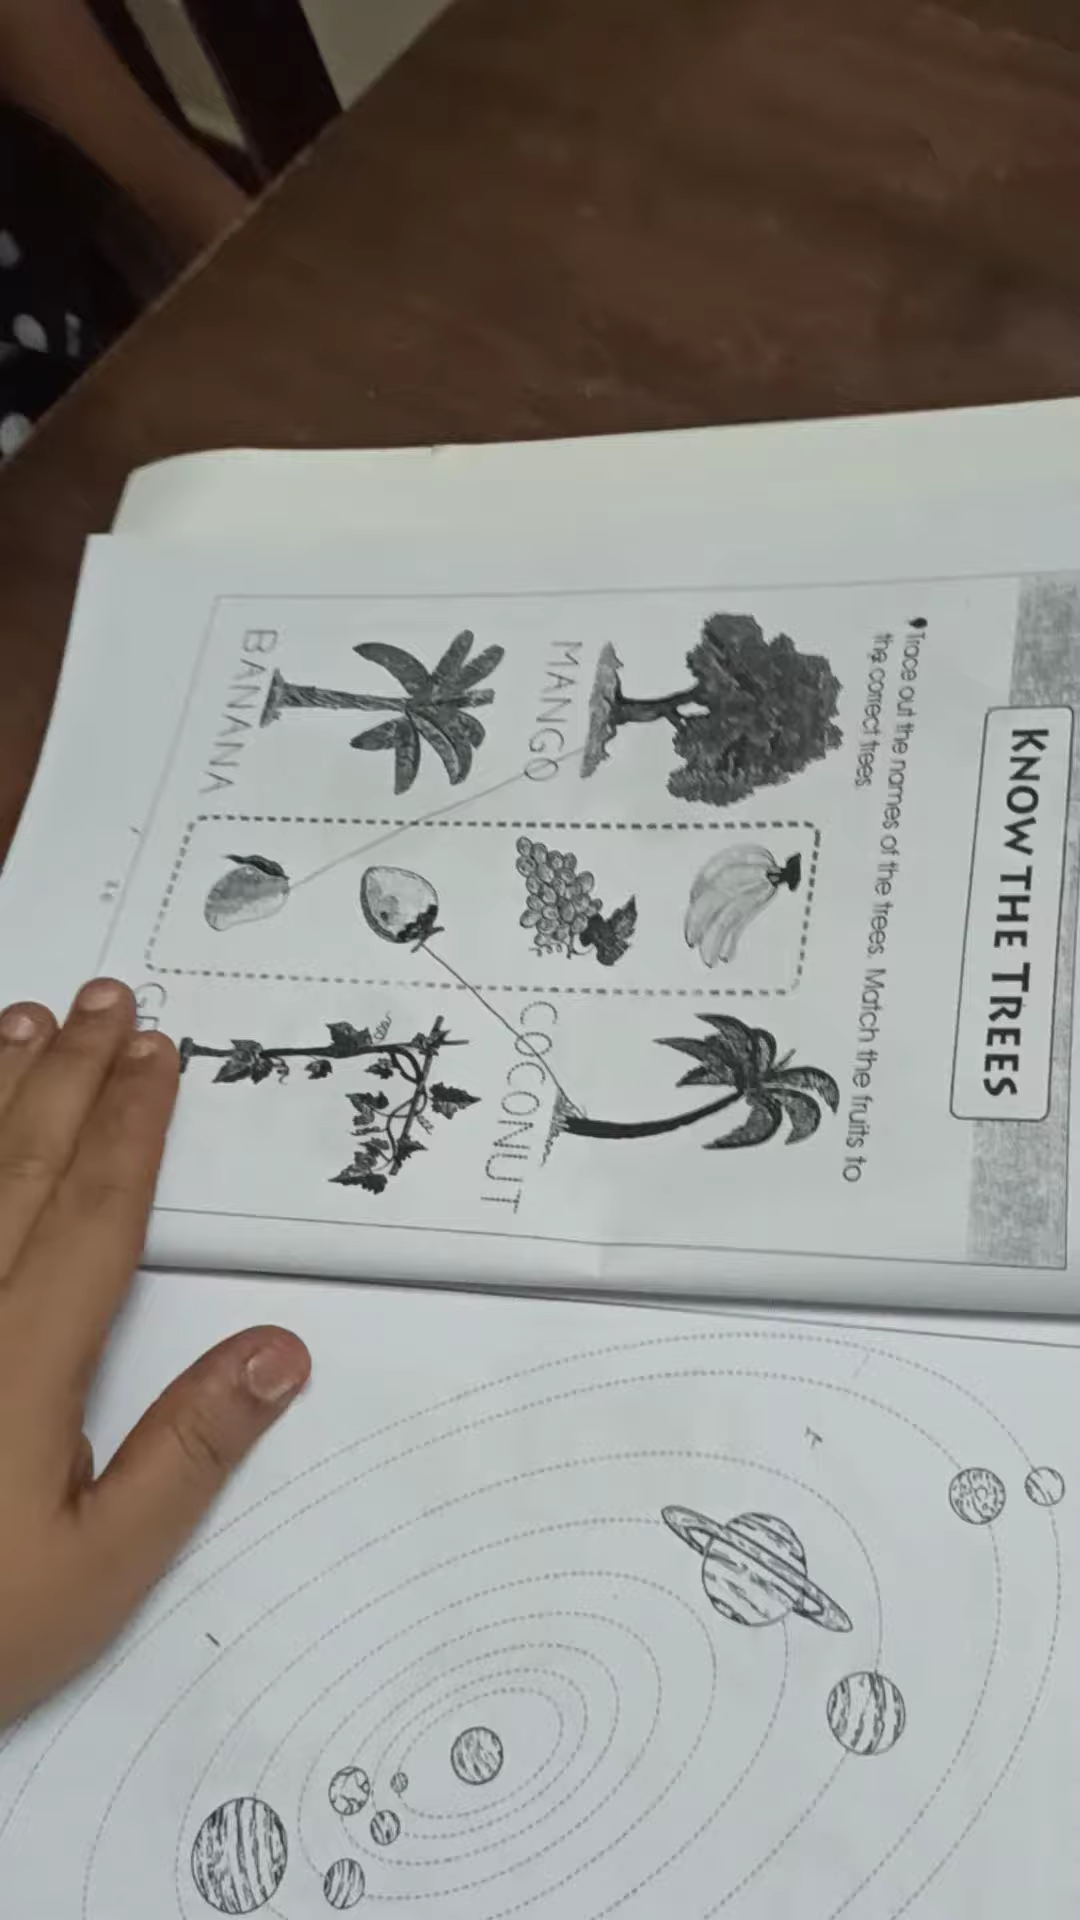 KNOW THE TREES
Trace out the names of the trees. Match the fruits to
the correct trees.
MANGO
COCONUT
BANANA